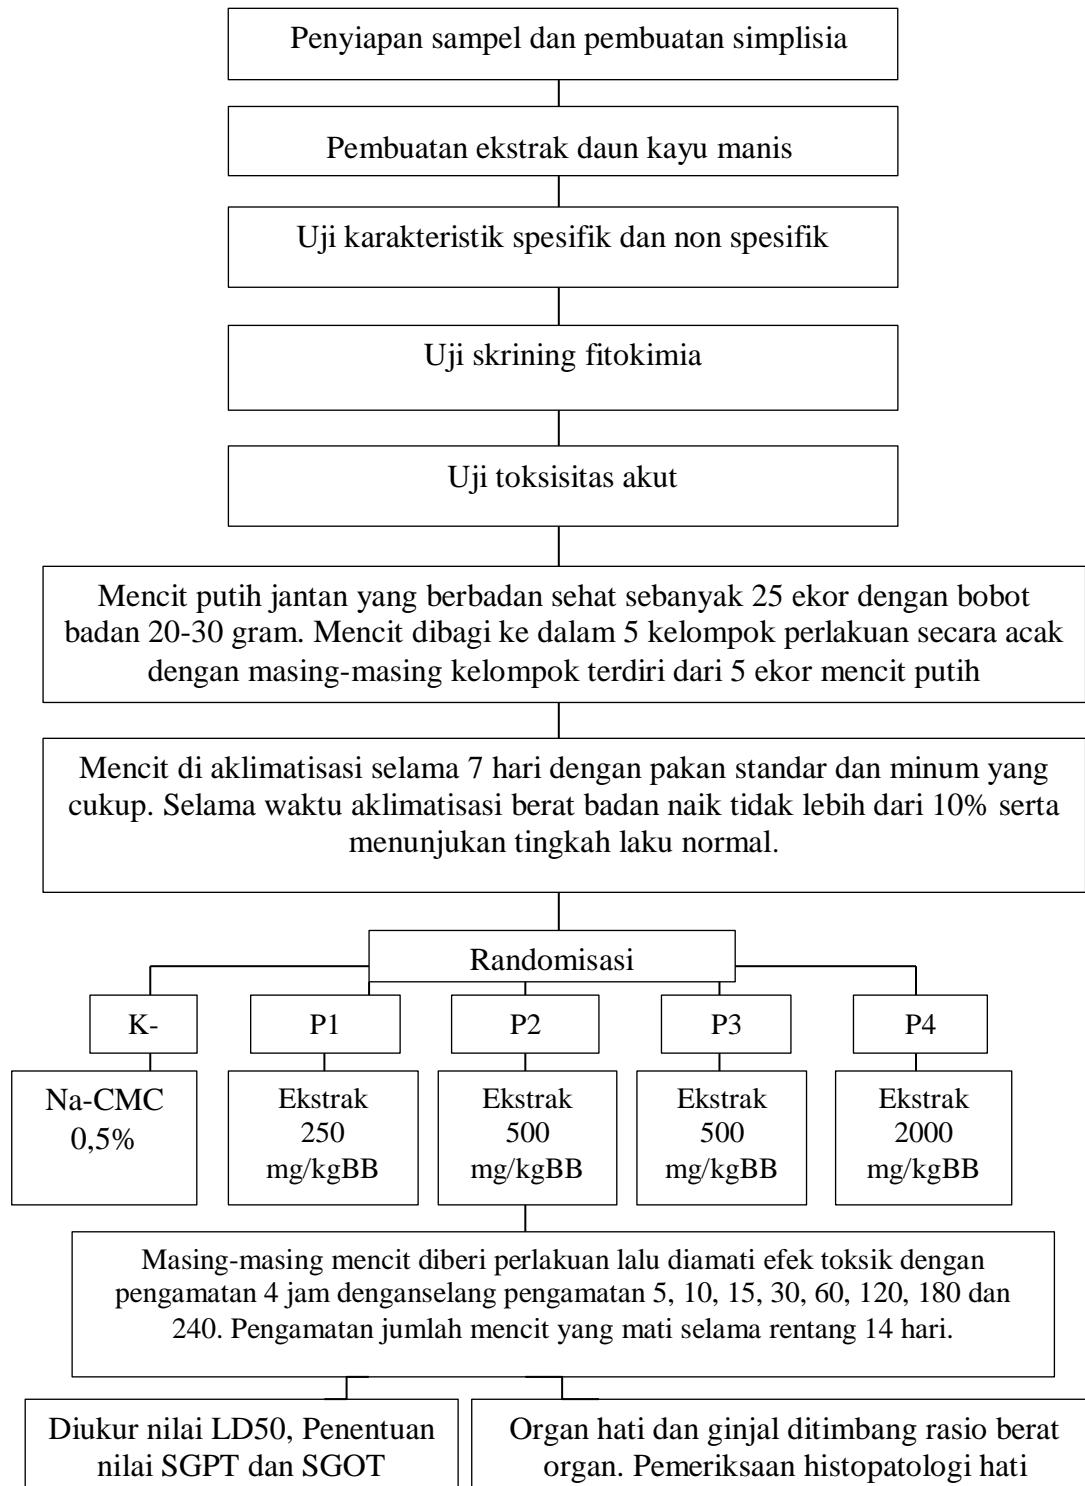 Penyiapan sampel dan pembuatan simplisia
Pembuatan ekstrak daun kayu manis
Uji karakteristik spesifik dan non spesifik
Uji skrining fitokimia
Uji toksisitas akut
Mencit putih jantan yang berbadan sehat sebanyak 25 ekor dengan bobot
badan 20-30 gram. Mencit dibagi ke dalam 5 kelompok perlakuan secara acak
dengan masing-masing kelompok terdiri dari 5 ekor mencit putih
Mencit di aklimatisasi selama 7 hari dengan pakan standar dan minum yang
cukup. Selama waktu aklimatisasi berat badan naik tidak lebih dari 10% serta
menunjukan tingkah laku normal.
Randomisasi
K-
P1
P2
P3
P4
Na-CMC
0,5%
Ekstrak
250
mg/kgBB
Ekstrak
500
mg/kgBB
Ekstrak
500
mg/kgBB
Ekstrak
2000
mg/kgBB
Masing-masing mencit diberi perlakuan lalu diamati efek toksik dengan
pengamatan 4 jam denganselang pengamatan 5, 10, 15, 30, 60, 120, 180 dan
240. Pengamatan jumlah mencit yang mati selama rentang 14 hari.
Diukur nilai LD50, Penentuan
nilai SGPT dan SGOT
Organ hati dan ginjal ditimbang rasio berat
organ. Pemeriksaan histopatologi hati